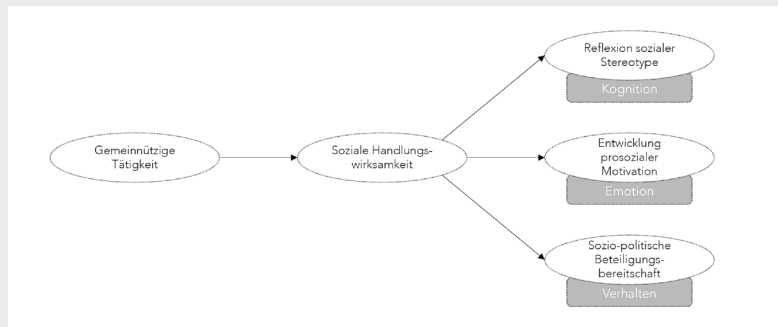 Reflexion sozialer
Stereotype
Kognition
Gemeinnützige
Tätigkeit
Soziale Handlungs-
wirksamkeit
Entwicklung
prosozialer
Motivation
Emotion
Sozio-politische
Beteiligungs-
bereitschaft
Verhalten